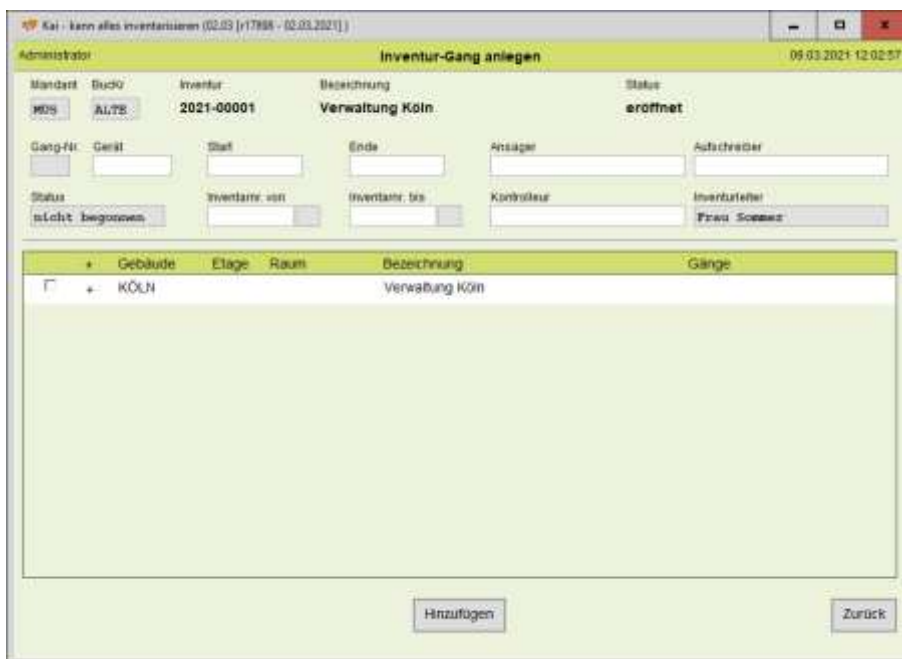 Kai - kann alles inventarisieren (02.03 [r17898 - 02.03.2021] )
Administrator Inventur-Gang anlegen 09.03.2021 12:02:57
Mandant BucKr Inventur Bezeichnung Status
MDS ALTE 2021-00001 Verwaltung Köln eröffnet
Gang-Nr. Gerät Start Ende Ansager Aufschreiber
Status Inventarnr. von Inventarnr. bis Kontrolleur Inventurleiter
nicht begonnen Frau Sommer
+ Gebäude Etage Raum Bezeichnung Gänge
+ KÖLN Verwaltung Köln
Hinzufügen Zurück